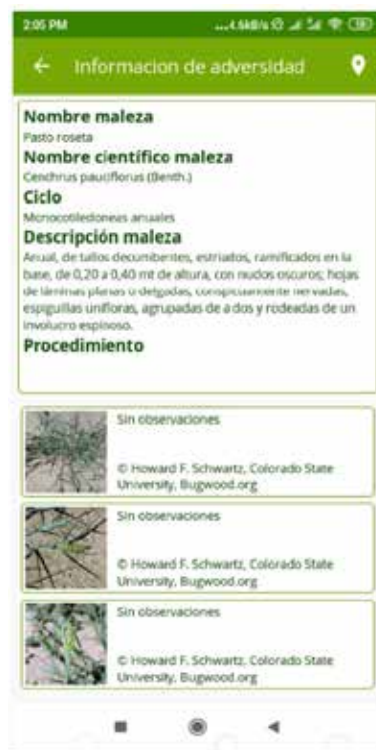 2:05 PM
...4.5kB/s
Informacion de adversidad
Nombre maleza
Pasto roseta
Nombre científico maleza
Cenchrus pauciflorus (Benth.)
Ciclo
Monocotiledoneas anuales
Descripción maleza
Anual, de tallos decumbentes, estriados, ramificados en la
base, de 0,20 a 0,40 mt de altura, con nudos oscuros; hojas
de láminas planas o delgadas, conspicuamente nervadas,
espiguillas unifloras, agrupadas de a dos y rodeadas de un
involucro espinoso.
Procedimiento
Sin observaciones
© Howard F. Schwartz, Colorado State
University, Bugwood.org
Sin observaciones
© Howard F. Schwartz, Colorado State
University, Bugwood.org
Sin observaciones
© Howard F. Schwartz, Colorado State
University, Bugwood.org